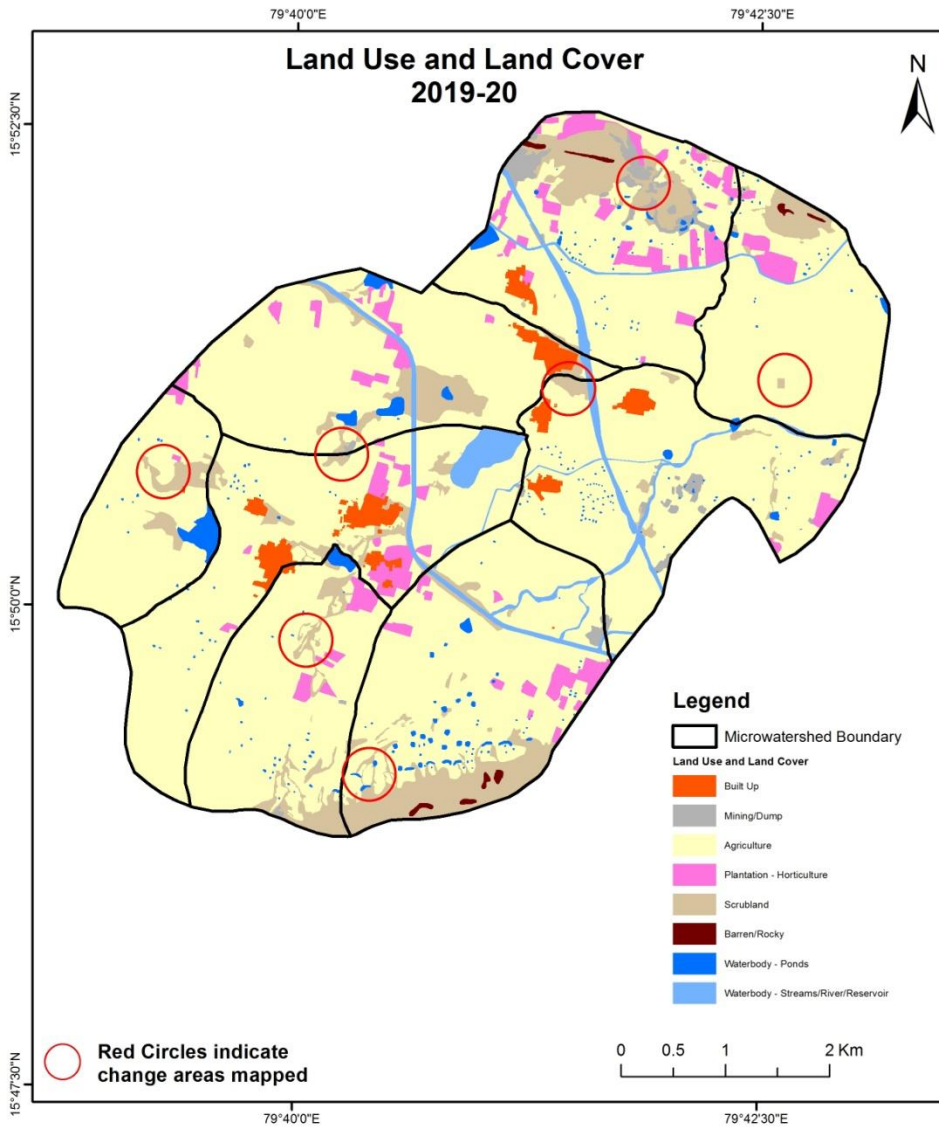 79°40'0"E
79°42'30"E
Land Use and Land Cover
2019-20
N
15°52'30"N
15°50'0"N
15°47'30"N
Legend
Microwatershed Boundary
Land Use and Land Cover
Built Up
Mining/Dump
Agriculture
Plantation - Horticulture
Scrubland
Barren/Rocky
Waterbody - Ponds
Waterbody - Streams/River/Reservoir
Red Circles indicate
change areas mapped
0 0.5 1 2 Km
79°40'0"E
79°42'30"E